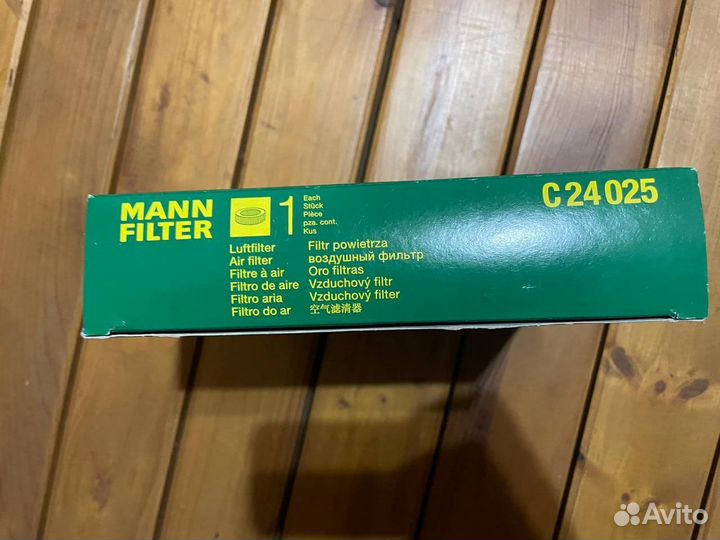 MANN
FILTER
1
Each
Stück
Pièce
pza. cont.
Kus
C 24 025
Luftfilter
Air filter
Filtre à air
Filtro de aire
Filtro aria
Filtro do ar
Filtr powietrza
воздушный фильтр
Oro filtras
Vzduchový filtr
Vzduchový filter
空气滤清器
Avito